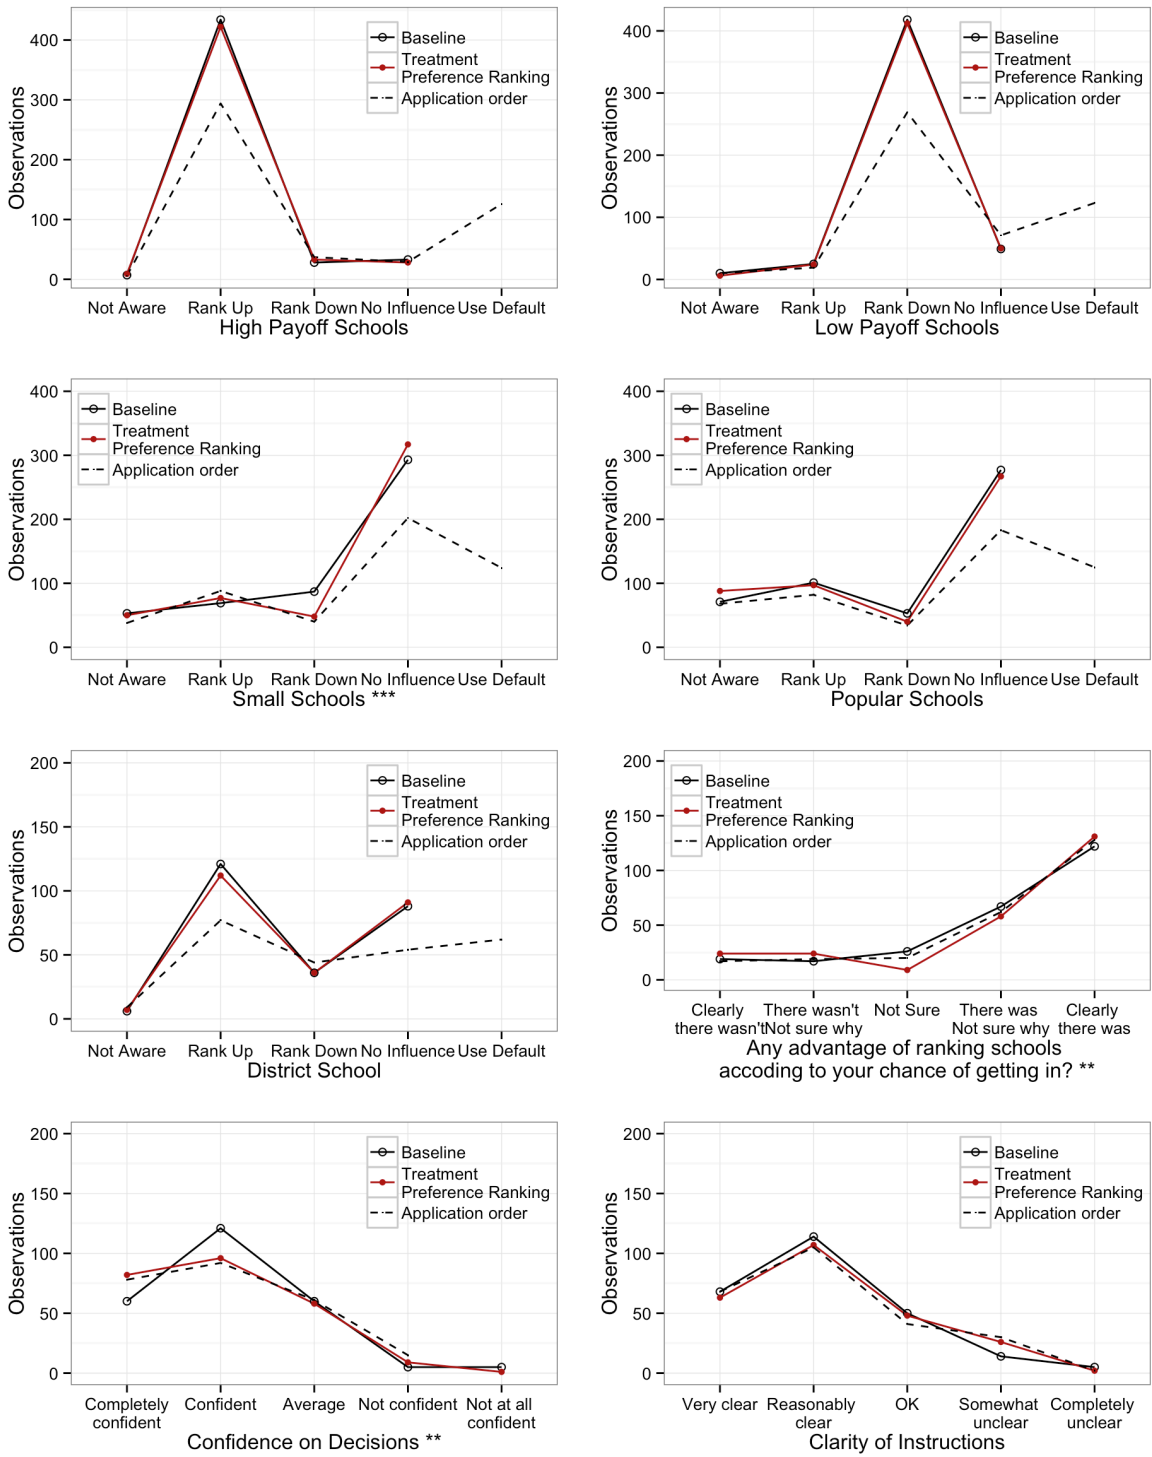 Observations
400
300
200
100
0
Baseline
Treatment
Preference Ranking
Application order
Not Aware Rank Up Rank Down No Influence Use Default
High Payoff Schools
Observations
400
300
200
100
0
Baseline
Treatment
Preference Ranking
Application order
Not Aware Rank Up Rank Down No Influence Use Default
Low Payoff Schools
Observations
400
300
200
100
0
Baseline
Treatment
Preference Ranking
Application order
Not Aware Rank Up Rank Down No Influence Use Default
Small Schools ***
Observations
400
300
200
100
0
Baseline
Treatment
Preference Ranking
Application order
Not Aware Rank Up Rank Down No Influence Use Default
Popular Schools
Observations
200
150
100
50
0
Baseline
Treatment
Preference Ranking
Application order
Not Aware Rank Up Rank Down No Influence Use Default
District School
Observations
200
150
100
50
0
Baseline
Treatment
Preference Ranking
Application order
Clearly There wasn't Not Sure There was Clearly
there wasn't Not sure why Not sure why there was
Any advantage of ranking schools
accoding to your chance of getting in? **
Observations
200
150
100
50
0
Baseline
Treatment
Preference Ranking
Application order
Completely Confident Average Not confident Not at all
confident confident
Confidence on Decisions **
Observations
200
150
100
50
0
Baseline
Treatment
Preference Ranking
Application order
Very clear Reasonably OK Somewhat Completely
clear unclear unclear
Clarity of Instructions